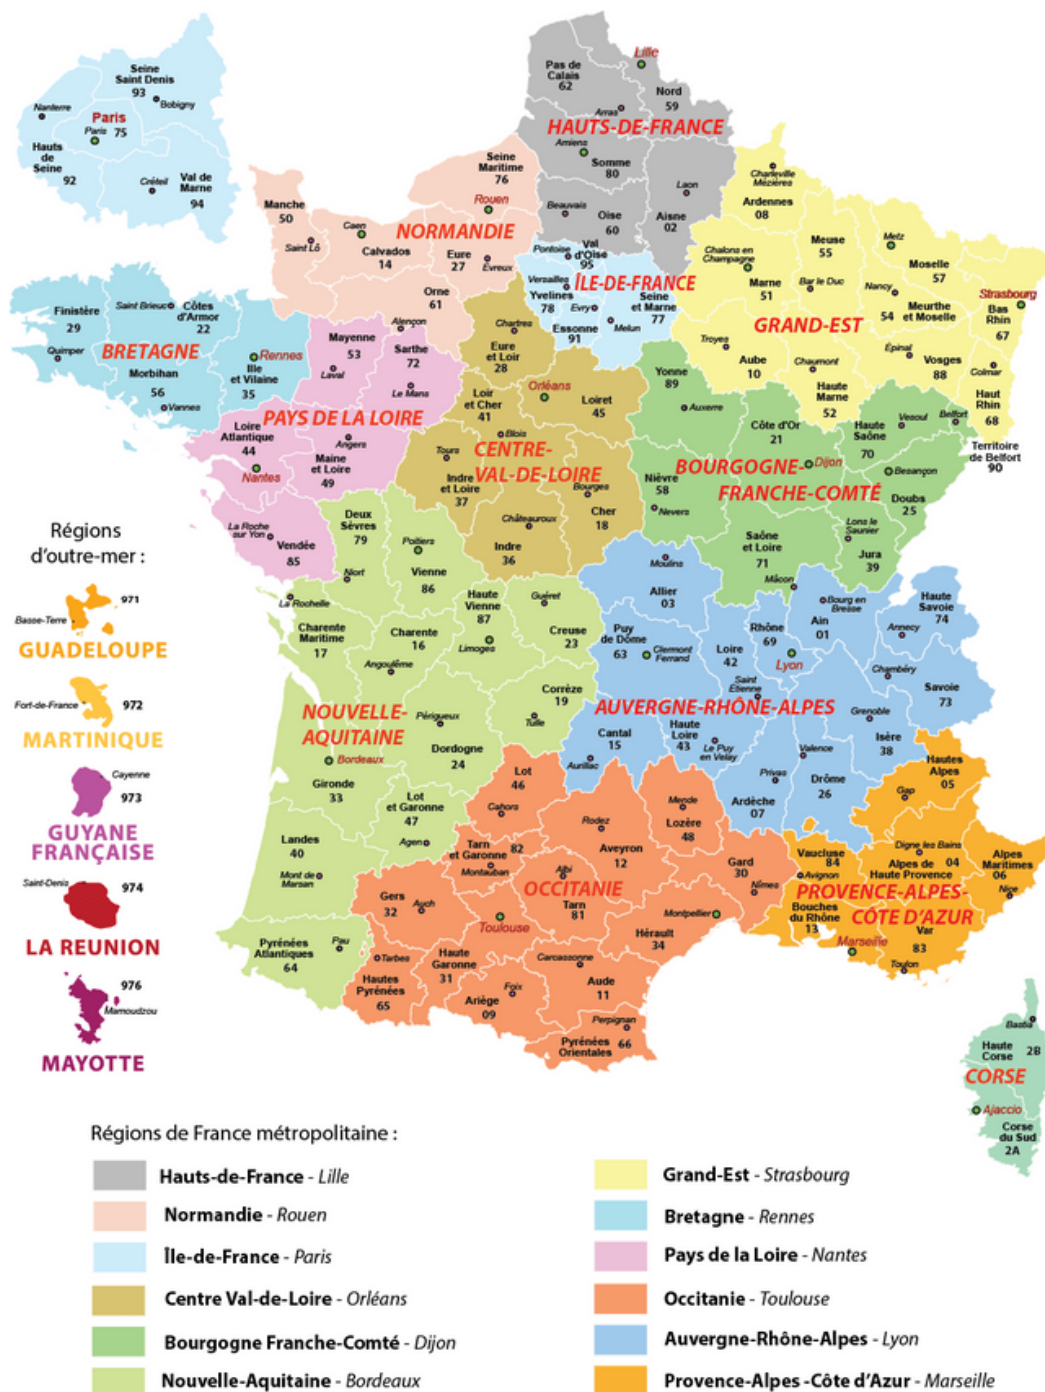 Seine
Saint Denis
93
Nanterre
Bobigny
Paris
Paris
75
Hauts
de
Seine
92
Créteil
Val de
Marne
94
Lille
Pas de
Calais
62
Nord
59
Arras
HAUTS-DE-FRANCE
Amiens
Somme
80
Laon
Beauvais
Oise
60
Aisne
02
Seine
Maritime
76
Rouen
Manche
50
Caen
Saint Lô
NORMANDIE
Calvados
14
Eure
27
Évreux
Orne
61
Alençon
Charleville
Mézières
Ardennes
08
Meuse
55
Metz
Chalons en
Champagne
Moselle
57
Marne
51
Bar le Duc
Nancy
54
Meurthe
et Moselle
Strasbourg
Bas
Rhin
67
GRAND-EST
Troyes
Aube
10
Chaumont
Épinal
Vosges
88
Colmar
Haute
Marne
52
Haut
Rhin
68
Pontoise
Val
d'Oise
95
ÎLE-DE-FRANCE
Versailles
Yvelines
78
Evry
Seine
et Marne
77
Melun
Essonne
91
Finistère
29
Saint Brieuc
Côtes
d'Armor
22
Quimper
BRETAGNE
Rennes
Morbihan
56
Ille
et Vilaine
35
Vannes
Mayenne
53
Laval
Sarthe
72
Le Mans
PAYS DE LA LOIRE
Loire
Atlantique
44
Angers
Maine
et Loire
49
Nantes
La Roche
sur Yon
Vendée
85
Chartres
Eure
et Loir
28
Orléans
Loir
et Cher
41
Loiret
45
Blois
CENTRE-
VAL-DE-LOIRE
Tours
Indre
et Loire
37
Bourges
Cher
18
Châteauroux
Indre
36
Yonne
89
Auxerre
Côte d'Or
21
Haute
Saône
70
Vesoul
Belfort
Territoire
de Belfort
90
Dijon
Besançon
BOURGOGNE-
FRANCHE-COMTÉ
Nièvre
58
Nevers
Doubs
25
Lons le
Saunier
Saône
et Loire
71
Jura
39
Mâcon
Deux
Sèvres
79
Poitiers
Niort
Vienne
86
La Rochelle
Haute
Vienne
87
Guéret
Charente
Maritime
17
Charente
16
Limoges
Creuse
23
Angoulême
Corrèze
19
NOUVELLE-
AQUITAINE
Périgueux
Tulle
Dordogne
24
Bordeaux
Gironde
33
Lot
et Garonne
47
Agen
Landes
40
Mont de
Marsan
Pyrénées
Atlantiques
64
Pau
Moulins
Allier
03
Bourg en
Bresse
Ain
01
Haute
Savoie
74
Annecy
Puy
de Dôme
63
Clermont
Ferrand
Loire
42
Rhône
69
Lyon
Chambéry
Savoie
73
Saint
Etienne
AUVERGNE-RHÔNE-ALPES
Grenoble
Isère
38
Cantal
15
Haute
Loire
43
Le Puy
en Velay
Valence
Aurillac
Privas
Drôme
26
Ardèche
07
Lot
46
Cahors
Rodez
Mende
Lozère
48
Tarn
et Garonne
82
Montauban
Aveyron
12
Albi
Gard
30
Nîmes
OCCITANIE
Gers
32
Auch
Tarn
81
Toulouse
Montpellier
Hérault
34
Tarbes
Haute
Garonne
31
Carcassonne
Hautes
Pyrénées
65
Foix
Ariège
09
Aude
11
Perpignan
Pyrénées
Orientales
66
Hautes
Alpes
05
Gap
Vaucluse
84
Avignon
Digne les Bains
Alpes de
Haute Provence
04
Alpes
Maritimes
06
Nice
PROVENCE-ALPES-
CÔTE D'AZUR
Bouches
du Rhône
13
Marseille
Var
83
Toulon
Bastia
Haute
Corse
2B
CORSE
Ajaccio
Corse
du Sud
2A
Régions
d'outre-mer :
971
Basse-Terre
GUADELOUPE
Fort-de-France
972
MARTINIQUE
Cayenne
973
GUYANE
FRANÇAISE
Saint-Denis
974
LA REUNION
976
Mamoudzou
MAYOTTE
Régions de France métropolitaine :
Hauts-de-France - Lille
Normandie - Rouen
Île-de-France - Paris
Centre Val-de-Loire - Orléans
Bourgogne Franche-Comté - Dijon
Nouvelle-Aquitaine - Bordeaux
Grand-Est - Strasbourg
Bretagne - Rennes
Pays de la Loire - Nantes
Occitanie - Toulouse
Auvergne-Rhône-Alpes - Lyon
Provence-Alpes -Côte d'Azur - Marseille